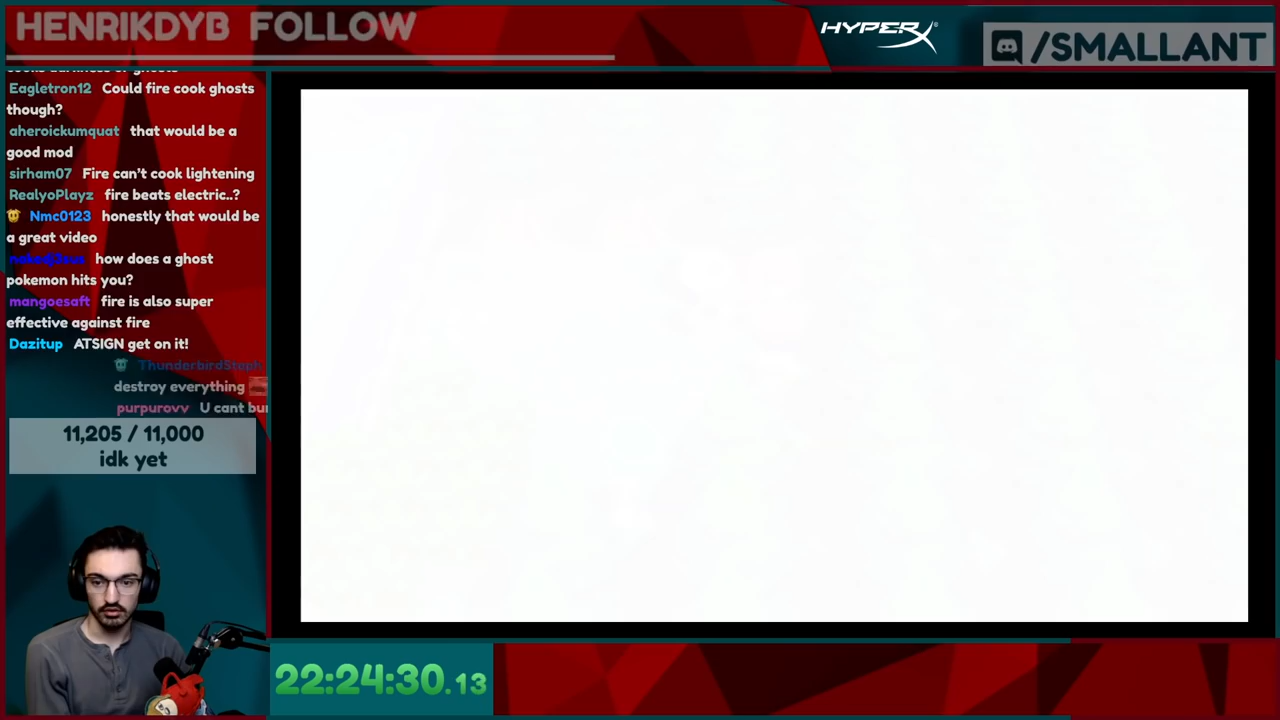 HENRIKDYB FOLLOW
HYPERX
/SMALLANT
Eagletron12 Could fire cook ghosts
though?
aheroickumquat that would be a
good mod
sirham07 Fire can't cook lightening
RealyoPlayz fire beats electric..?
Nmc0123 honestly that would be
a great video
how does a ghost
pokemon hits you?
mangoesaft fire is also super
effective against fire
Dazitup ATSIGN get on it!
ThunderbirdSteph
destroy everything
purpurovv U cant bur
11,205 / 11,000
idk yet
22:24:30.13